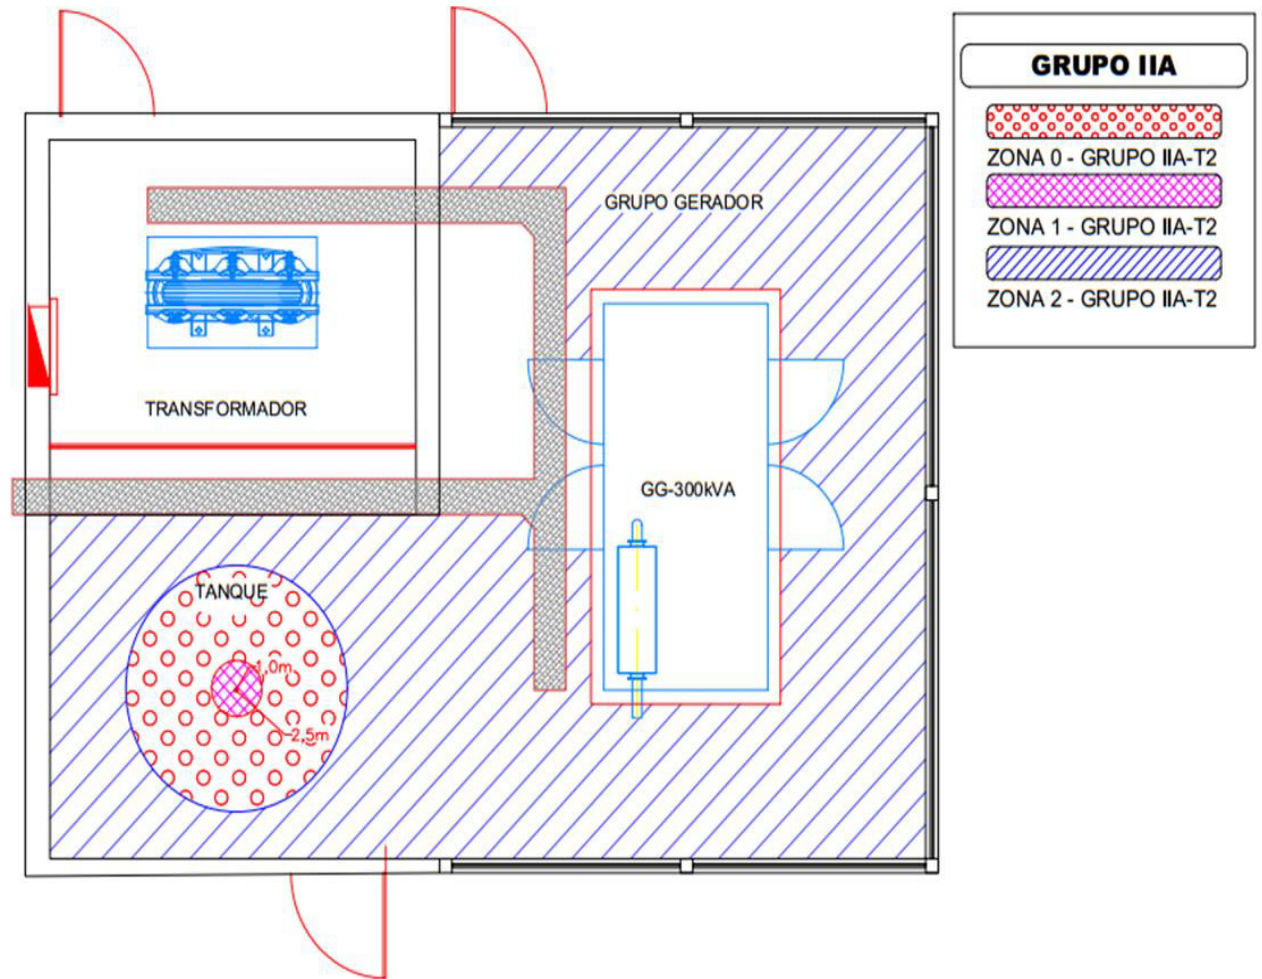 GRUPO IIA
ZONA 0 - GRUPO IIA-T2
ZONA 1 - GRUPO IIA-T2
ZONA 2 - GRUPO IIA-T2
GRUPO GERADOR
TRANSFORMADOR
GG-300kVA
TANQUE
1,0m
2,5m